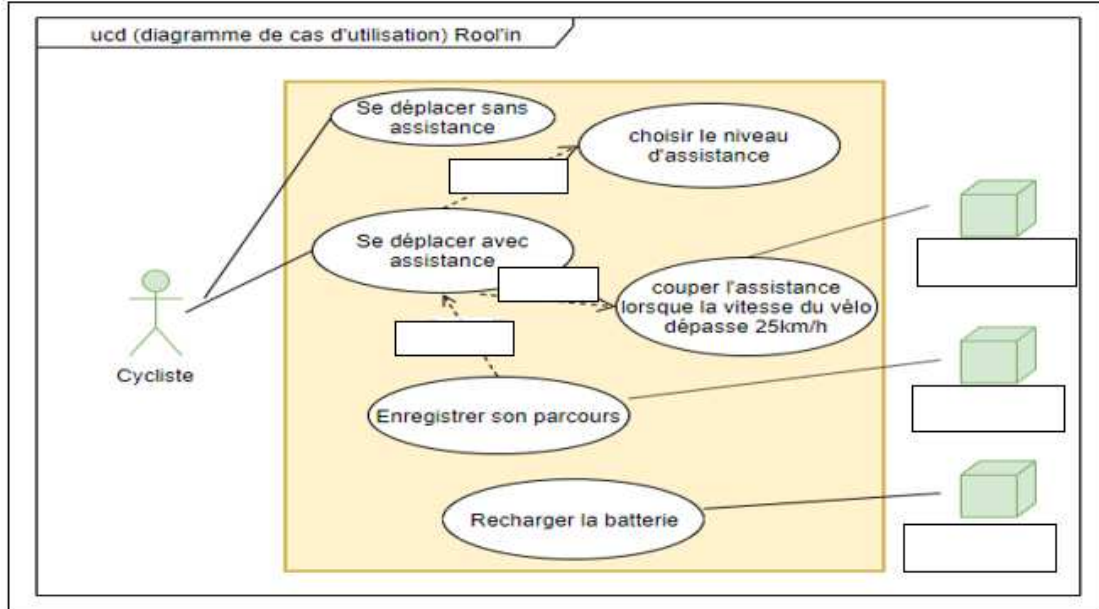 ucd (diagramme de cas d'utilisation) Rool'in
Se déplacer sans
assistance
choisir le niveau
d'assistance
Se déplacer avec
assistance
couper l'assistance
lorsque la vitesse du vélo
dépasse 25km/h
Cycliste
Enregistrer son parcours
Recharger la batterie